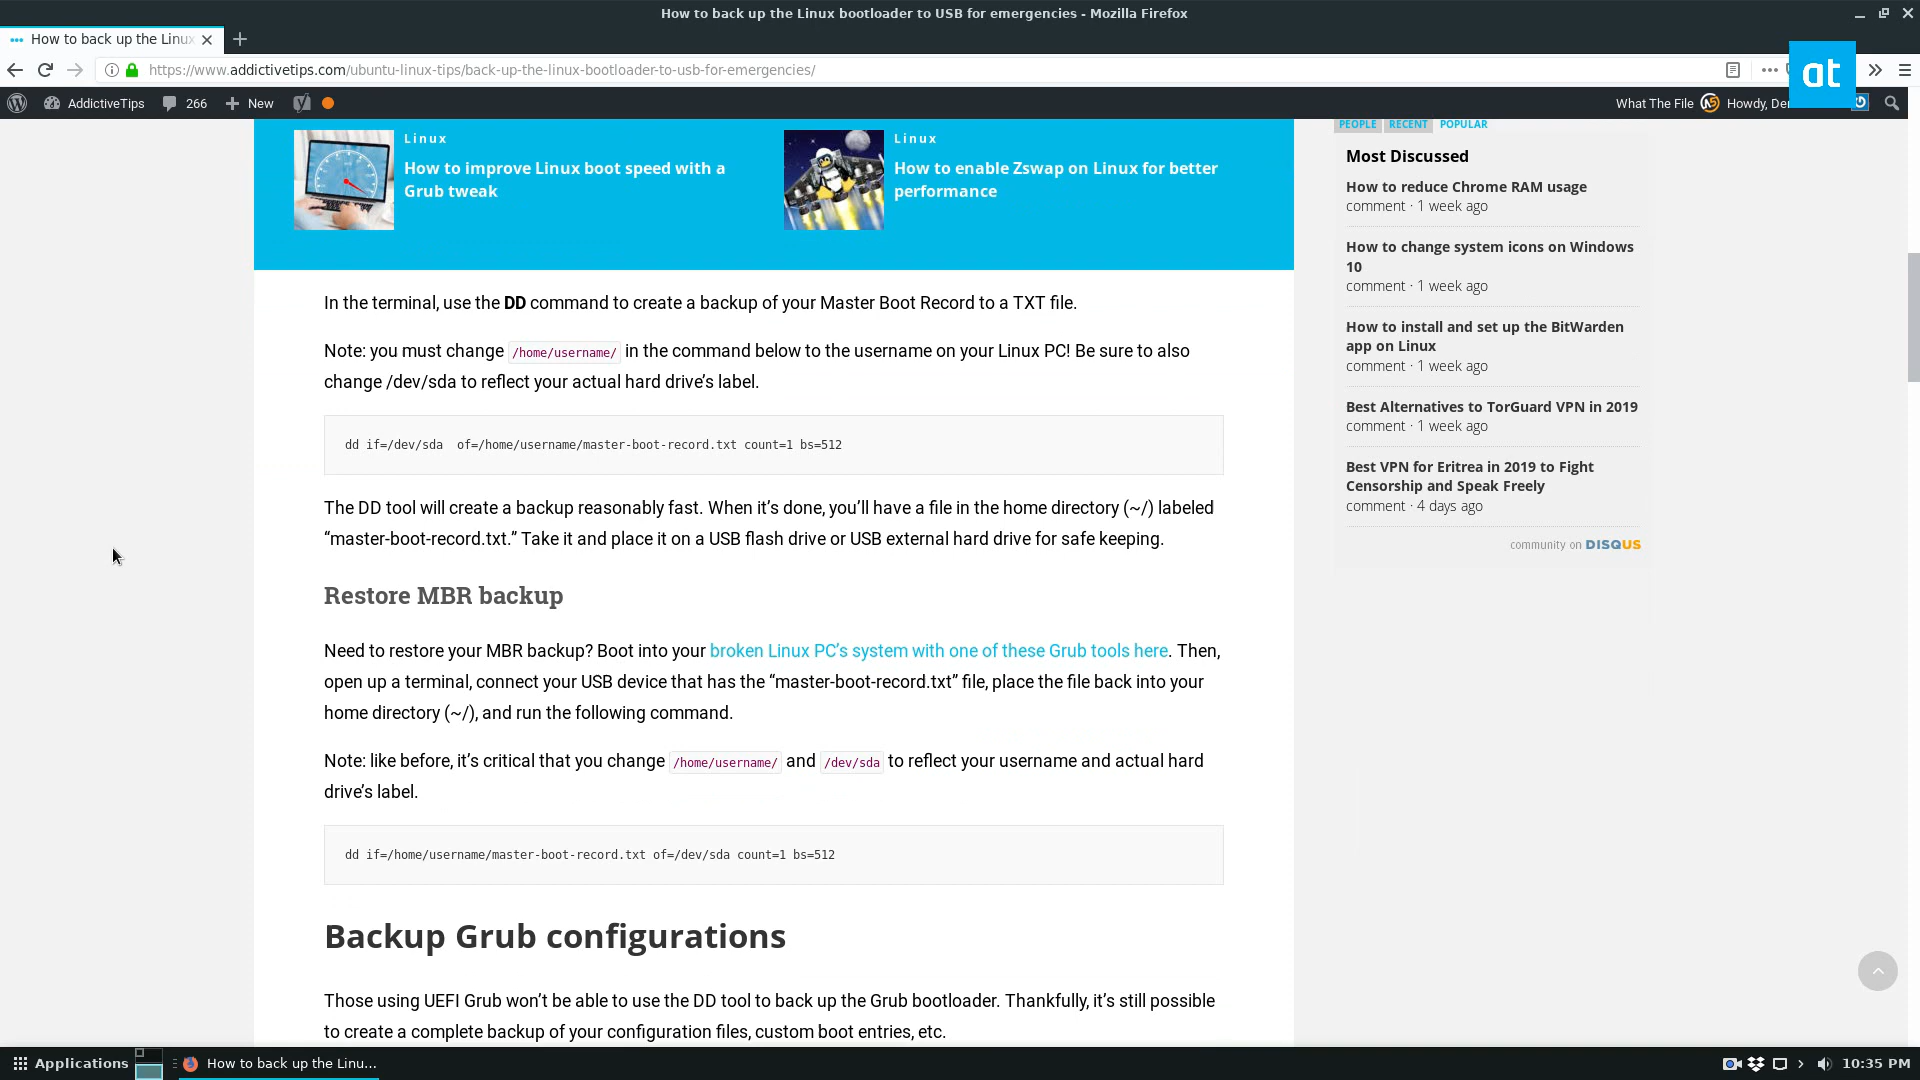 How to back up the Linux bootloader to USB for emergencies - Mozilla Firefox
How to back up the Linux
https://www.addictivetips.com/ubuntu-linux-tips/back-up-the-linux-bootloader-to-usb-for-emergencies/
at
AddictiveTips 266 New What The File Howdy, De
Linux
How to improve Linux boot speed with a
Grub tweak
Linux
How to enable Zswap on Linux for better
performance
In the terminal, use the DD command to create a backup of your Master Boot Record to a TXT file.
Note: you must change /home/username/ in the command below to the username on your Linux PC! Be sure to also
change /dev/sda to reflect your actual hard drive’s label.
dd if=/dev/sda  of=/home/username/master-boot-record.txt count=1 bs=512
The DD tool will create a backup reasonably fast. When it’s done, you’ll have a file in the home directory (~/) labeled
“master-boot-record.txt.” Take it and place it on a USB flash drive or USB external hard drive for safe keeping.
Restore MBR backup
Need to restore your MBR backup? Boot into your broken Linux PC’s system with one of these Grub tools here. Then,
open up a terminal, connect your USB device that has the “master-boot-record.txt” file, place the file back into your
home directory (~/), and run the following command.
Note: like before, it’s critical that you change /home/username/ and /dev/sda to reflect your username and actual hard
drive’s label.
dd if=/home/username/master-boot-record.txt of=/dev/sda count=1 bs=512
Backup Grub configurations
Those using UEFI Grub won’t be able to use the DD tool to back up the Grub bootloader. Thankfully, it’s still possible
to create a complete backup of your configuration files, custom boot entries, etc.
PEOPLE RECENT POPULAR
Most Discussed
How to reduce Chrome RAM usage
comment · 1 week ago
How to change system icons on Windows
10
comment · 1 week ago
How to install and set up the BitWarden
app on Linux
comment · 1 week ago
Best Alternatives to TorGuard VPN in 2019
comment · 1 week ago
Best VPN for Eritrea in 2019 to Fight
Censorship and Speak Freely
comment · 4 days ago
community on DISQUS
Applications How to back up the Linu... 10:35 PM